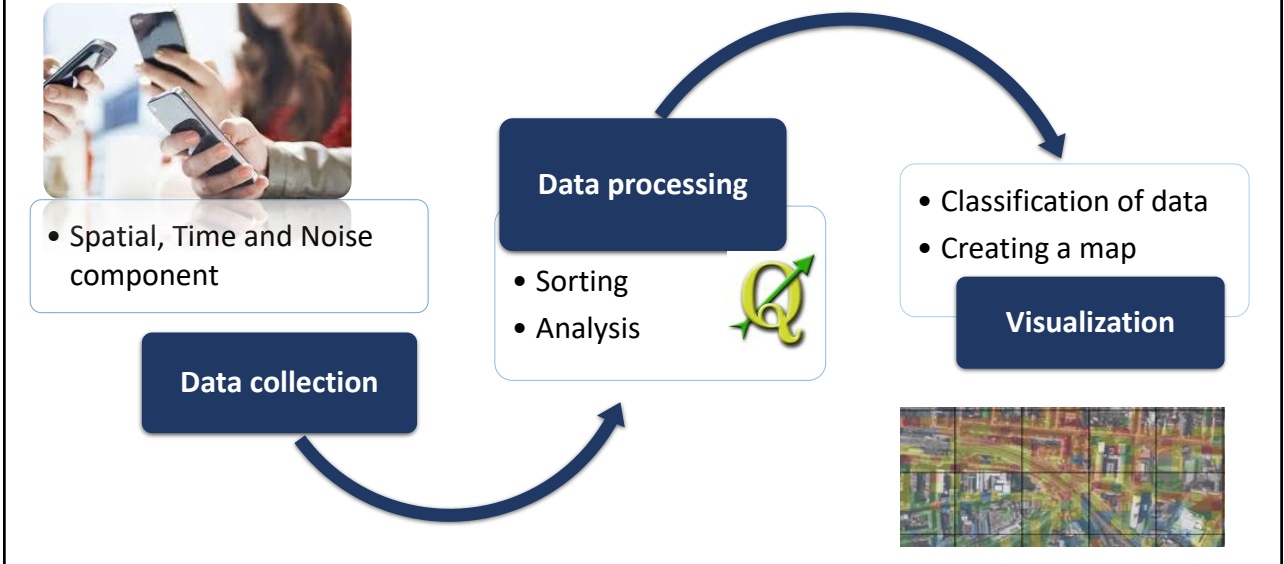 • Spatial, Time and Noise
component
Data collection
Data processing
• Sorting
• Analysis
Q
• Classification of data
• Creating a map
Visualization